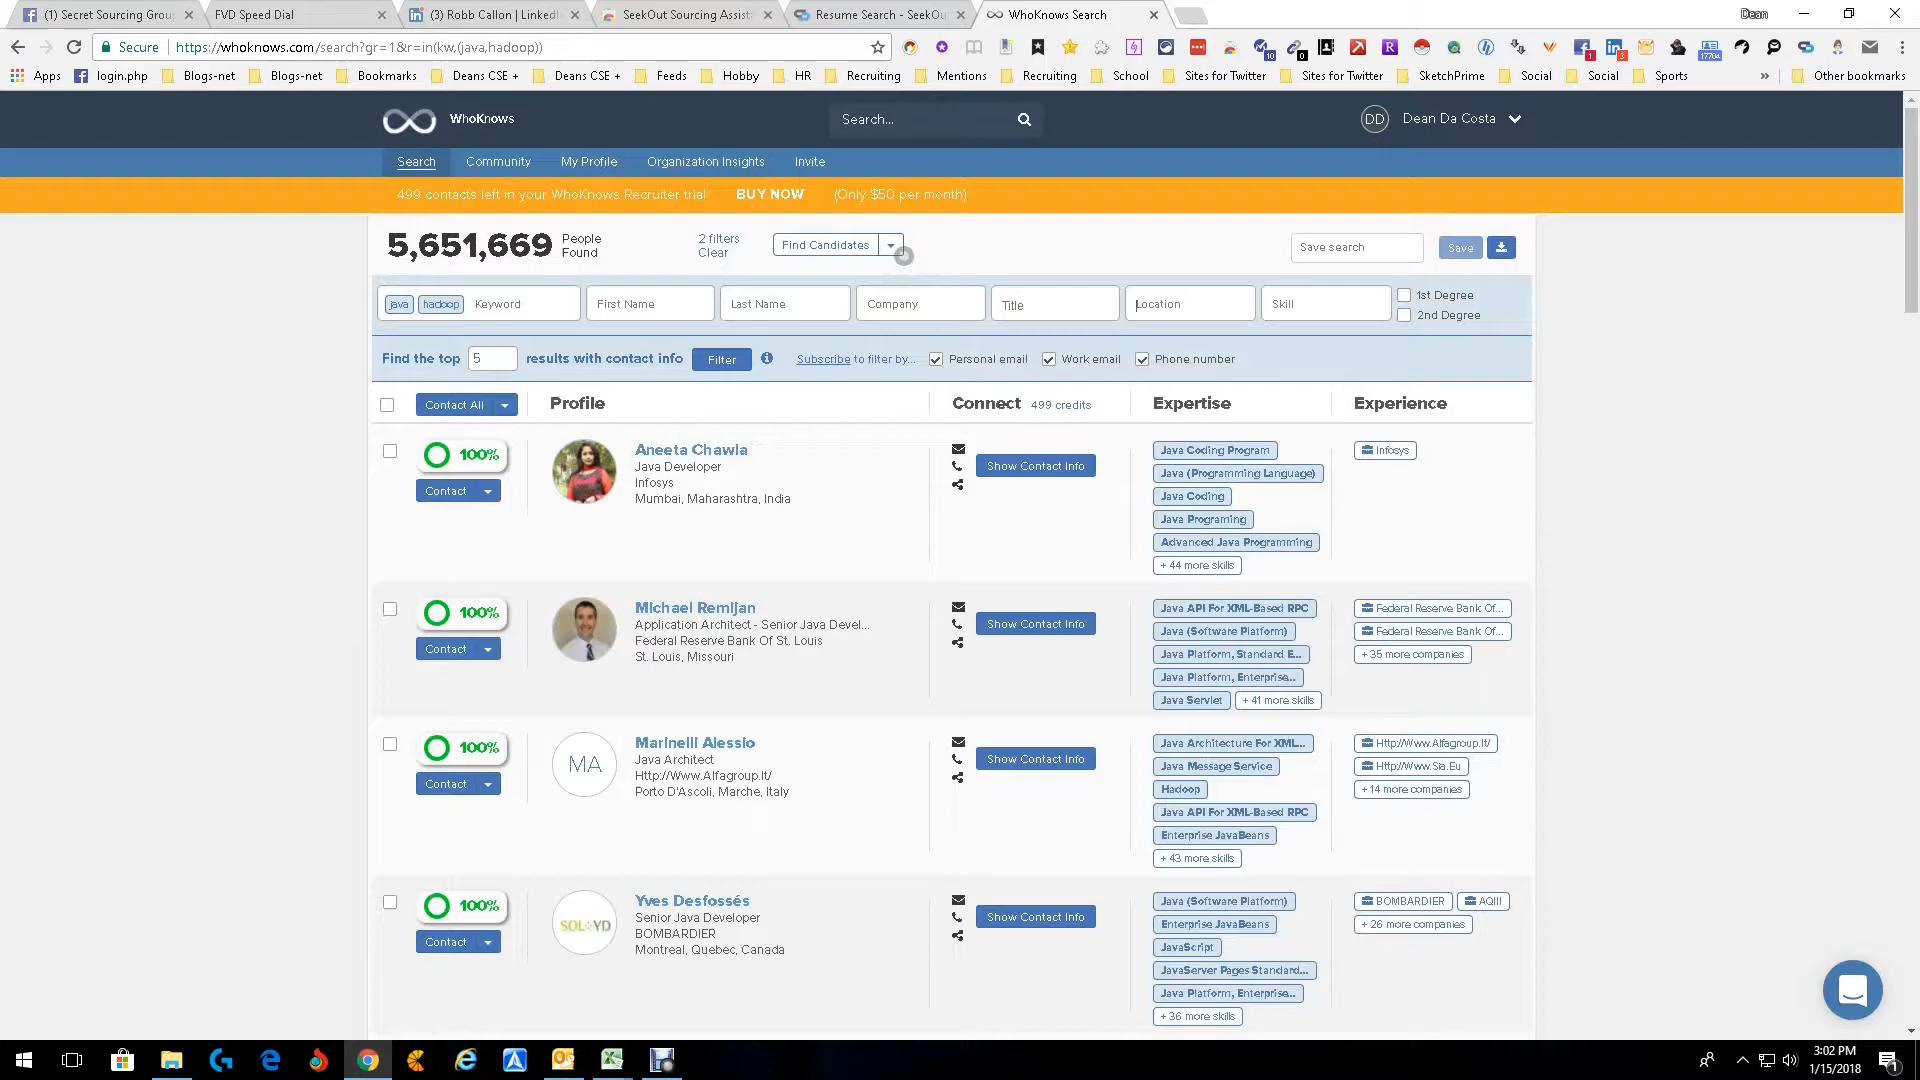 (1) Secret Sourcing Grou
FVD Speed Dial
(3) Robb Callon | LinkedI
SeekOut Sourcing Assist
Resume Search - SeekOu
WhoKnows Search
Dean
Secure
https://whoknows.com/search?gr=1&r=in(kw,(java,hadoop))
Apps
login.php
Blogs-net
Blogs-net
Bookmarks
Deans CSE +
Deans CSE +
Feeds
Hobby
HR
Recruiting
Mentions
Recruiting
School
Sites for Twitter
Sites for Twitter
SketchPrime
Social
Social
Sports
»
Other bookmarks
WhoKnows
Search...
DD
Dean Da Costa
Search
Community
My Profile
Organization Insights
Invite
499 contacts left in your WhoKnows Recruiter trial
BUY NOW
(Only $50 per month)
5,651,669
People
Found
2 filters
Clear
Find Candidates
Save search
Save
java
hadoop
Keyword
First Name
Last Name
Company
Title
Location
Skill
1st Degree
2nd Degree
Find the top
5
results with contact info
Filter
Subscribe to filter by...
Personal email
Work email
Phone number
Contact All
Profile
Connect
499 credits
Expertise
Experience
100%
Contact
Aneeta Chawla
Java Developer
Infosys
Mumbai, Maharashtra, India
Show Contact Info
Java Coding Program
Java (Programming Language)
Java Coding
Java Programing
Advanced Java Programming
+ 44 more skills
Infosys
100%
Contact
Michael Remijan
Application Architect - Senior Java Devel...
Federal Reserve Bank Of St. Louis
St. Louis, Missouri
Show Contact Info
Java API For XML-Based RPC
Java (Software Platform)
Java Platform, Standard E...
Java Platform, Enterprise...
Java Servlet
+ 41 more skills
Federal Reserve Bank Of...
Federal Reserve Bank Of...
+ 35 more companies
100%
Contact
MA
Marinelli Alessio
Java Architect
Http://Www.Alfagroup.It/
Porto D'Ascoli, Marche, Italy
Show Contact Info
Java Architecture For XML...
Java Message Service
Hadoop
Java API For XML-Based RPC
Enterprise JavaBeans
+ 43 more skills
Http://Www.Alfagroup.It/
Http://Www.Sia.Eu
+ 14 more companies
100%
Contact
Yves Desfossés
Senior Java Developer
BOMBARDIER
Montreal, Quebec, Canada
Show Contact Info
Java (Software Platform)
Enterprise JavaBeans
JavaScript
JavaServer Pages Standard...
Java Platform, Enterprise...
+ 36 more skills
BOMBARDIER
AQIII
+ 26 more companies
3:02 PM
1/15/2018